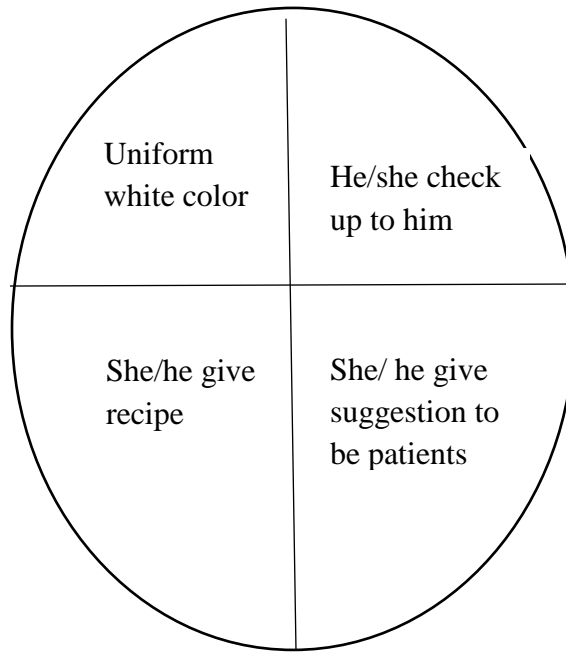 Uniform
white color
He/she check
up to him
She/he give
recipe
She/ he give
suggestion to
be patients